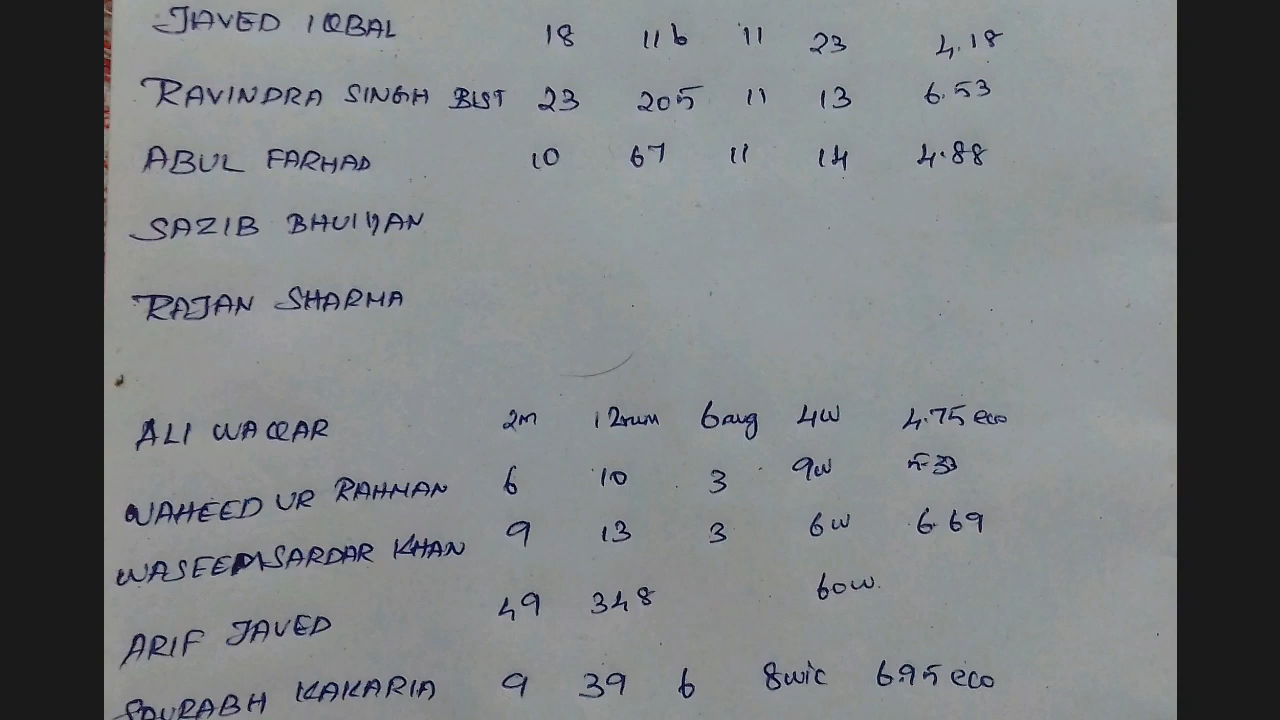 JAVED IQBAL 18 116 11 23 4.18
RAVINDRA SINGH BIST 23 205 11 13 6.53
ABUL FARHAD 10 67 11 14 4.88
SAZIB BHUIYAN
RAJAN SHARMA
ALI WAQAR 2m 12run 6avg 4w 4.75 eco
WAHEED UR RAHMAN 6 10 3 9w
WASEEM SARDAR KHAN 9 13 3 6w 6.69
ARIF JAVED 49 348 60w.
SOURABH KAKARIA 9 39 6 8wic 6.95 eco